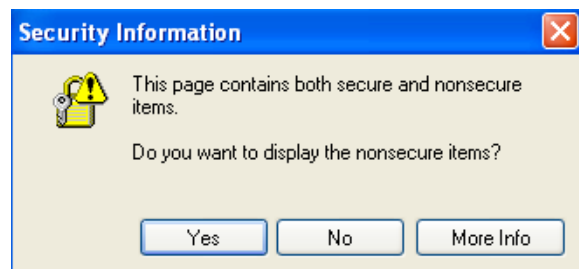 Security Information
This page contains both secure and nonsecure
items.
Do you want to display the nonsecure items?
Yes
No
More Info